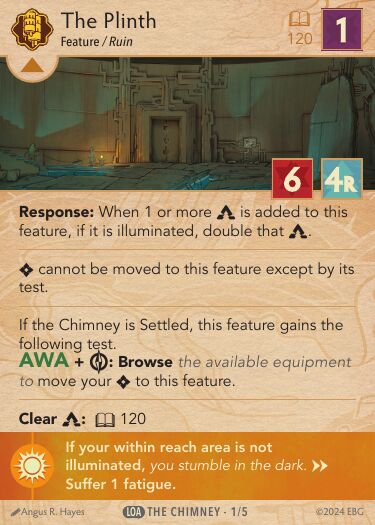 The Plinth
Feature / Ruin
120
1
6
4R
Response: When 1 or more is added to this
feature, if it is illuminated, double that .
cannot be moved to this feature except by its
test.
If the Chimney is Settled, this feature gains the
following test.
AWA + : Browse the available equipment
to move your to this feature.
Clear : 120
If your within reach area is not
illuminated, you stumble in the dark.
Suffer 1 fatigue.
Angus R. Hayes
LOA THE CHIMNEY · 1/5
©2024 EBG